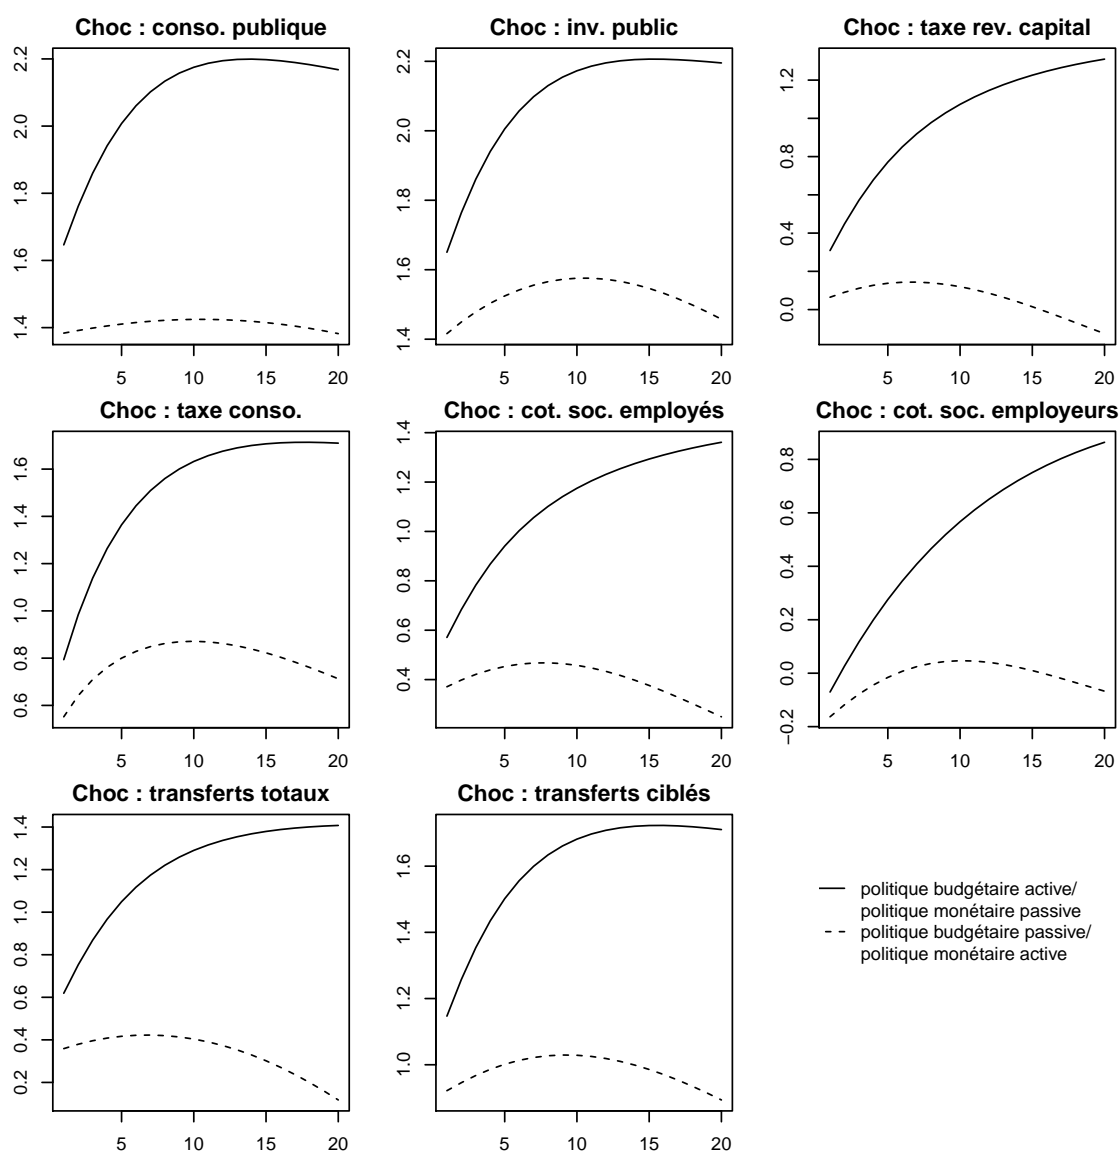 Choc : conso. publique
2.2
2.0
1.8
1.6
1.4
5 10 15 20
Choc : inv. public
2.2
2.0
1.8
1.6
1.4
5 10 15 20
Choc : taxe rev. capital
1.2
0.8
0.4
0.0
5 10 15 20
Choc : taxe conso.
1.6
1.4
1.2
1.0
0.8
0.6
5 10 15 20
Choc : cot. soc. employés
1.4
1.2
1.0
0.8
0.6
0.4
5 10 15 20
Choc : cot. soc. employeurs
0.8
0.6
0.4
0.2
0.0
−0.2
5 10 15 20
Choc : transferts totaux
1.4
1.2
1.0
0.8
0.6
0.4
0.2
5 10 15 20
Choc : transferts ciblés
1.6
1.4
1.2
1.0
5 10 15 20
politique budgétaire active/
politique monétaire passive
politique budgétaire passive/
politique monétaire active